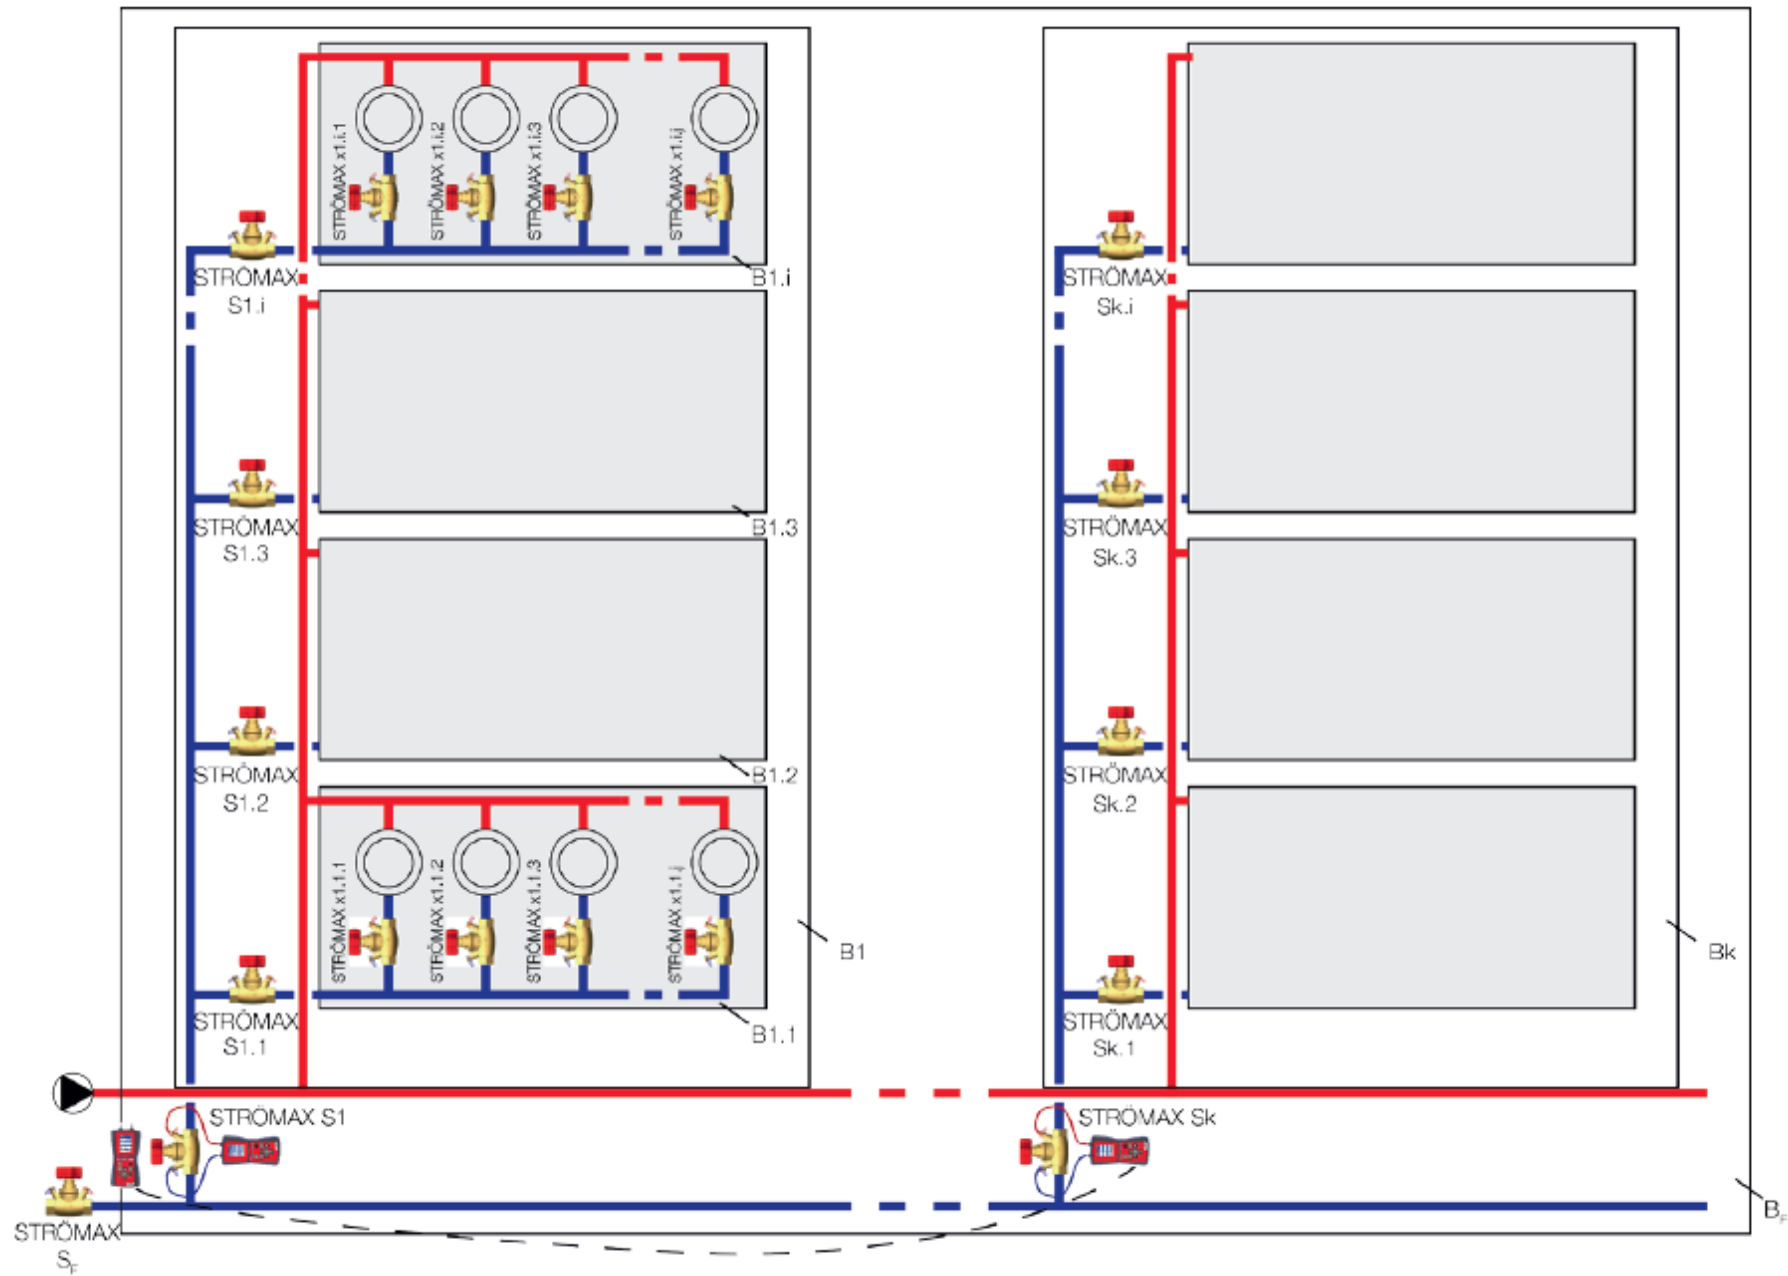 STRÖMAX x1.i.1
STRÖMAX x1.i.2
STRÖMAX x1.i.3
STRÖMAX x1.i.j
STRÖMAX
S1.i
B1.i
STRÖMAX
Sk.i
STRÖMAX
S1.3
B1.3
STRÖMAX
Sk.3
STRÖMAX
S1.2
B1.2
STRÖMAX
Sk.2
STRÖMAX x1.1.1
STRÖMAX x1.1.2
STRÖMAX x1.1.3
STRÖMAX x1.1.j
B1
Bk
STRÖMAX
S1.1
B1.1
STRÖMAX
Sk.1
STRÖMAX S1
STRÖMAX Sk
STRÖMAX
SF
BF